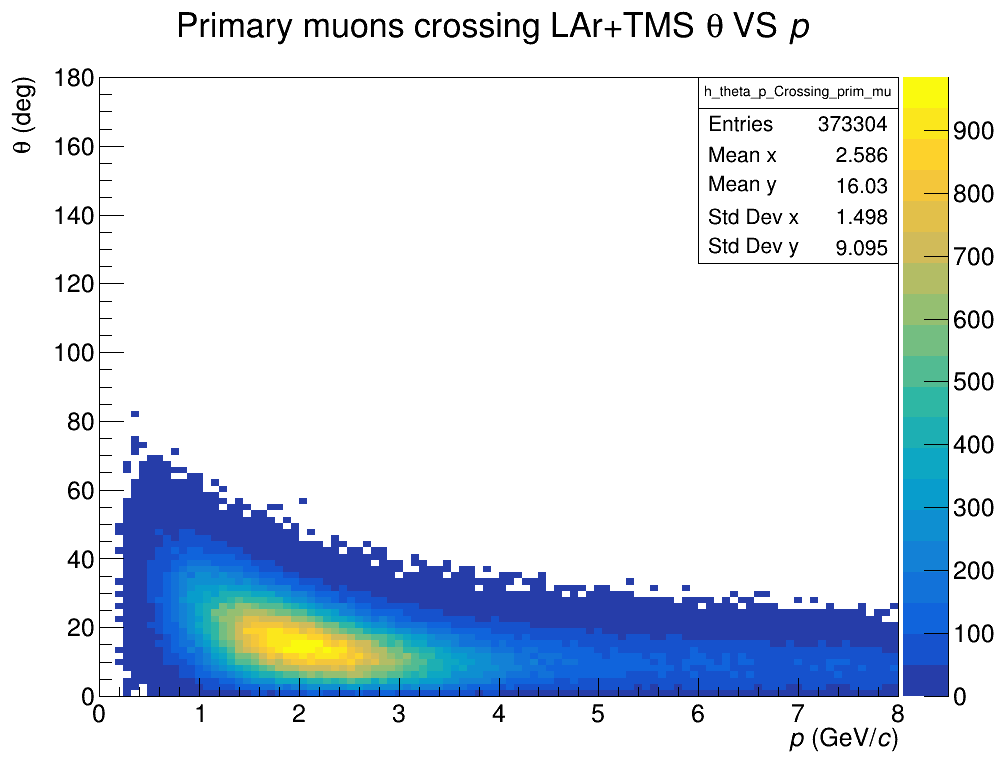 Primary muons crossing LAr+TMS θ VS p
θ (deg)
180
160
140
120
100
80
60
40
20
0
h_theta_p_Crossing_prim_mu
Entries 373304
Mean x 2.586
Mean y 16.03
Std Dev x 1.498
Std Dev y 9.095
900
800
700
600
500
400
300
200
100
0
0 1 2 3 4 5 6 7 8
p (GeV/c)